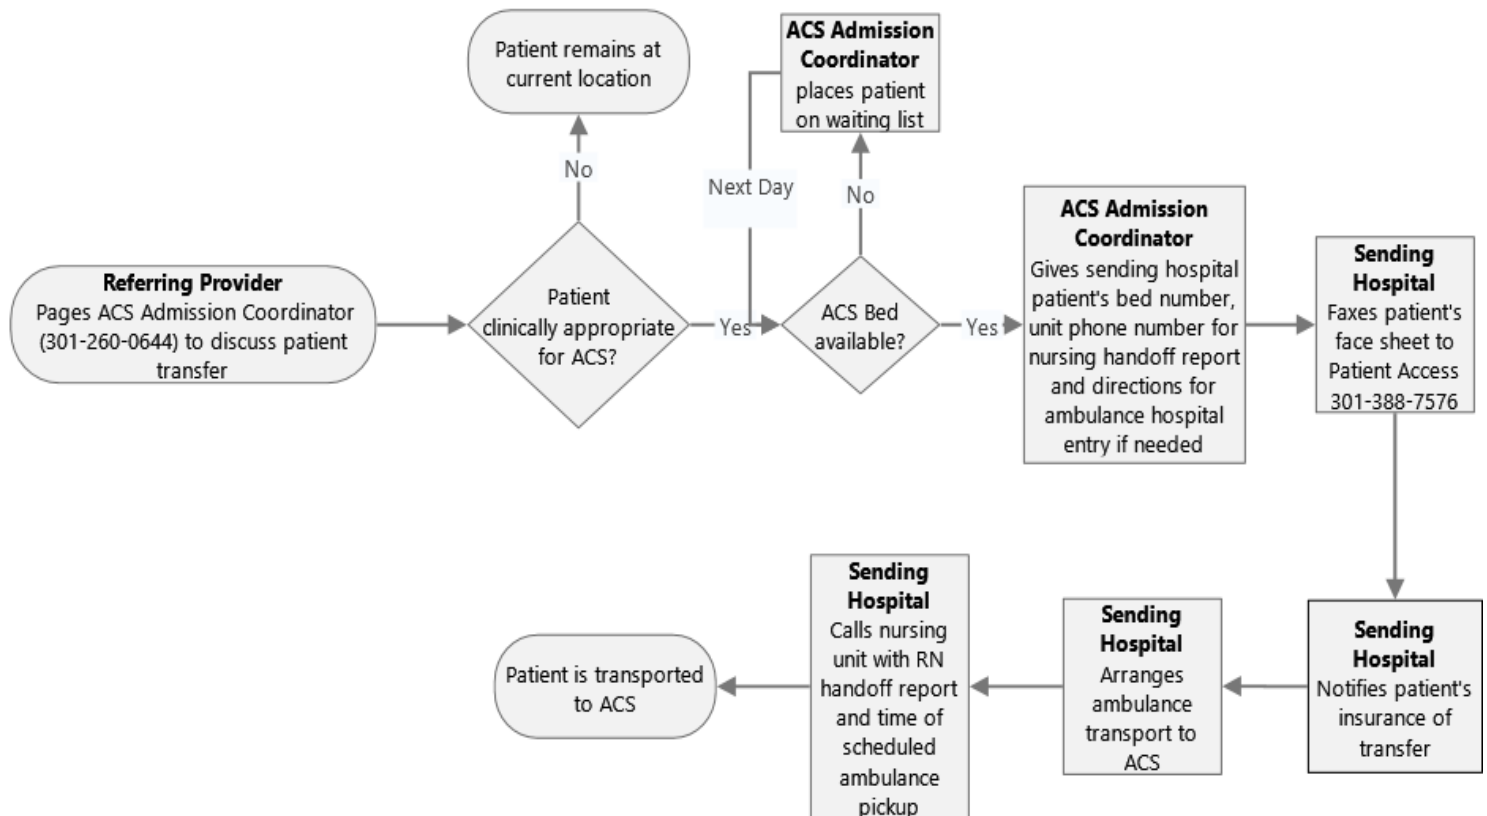 Patient remains at
current location
No
Referring Provider
Pages ACS Admission Coordinator
(301-260-0644) to discuss patient
transfer
Patient
clinically appropriate
for ACS?
Yes
ACS Admission
Coordinator
places patient
on waiting list
Next Day
No
ACS Bed
available?
Yes
ACS Admission
Coordinator
Gives sending hospital
patient's bed number,
unit phone number for
nursing handoff report
and directions for
ambulance hospital
entry if needed
Sending
Hospital
Faxes patient's
face sheet to
Patient Access
301-388-7576
Sending
Hospital
Notifies patient's
insurance of
transfer
Sending
Hospital
Arranges
ambulance
transport to
ACS
Sending
Hospital
Calls nursing
unit with RN
handoff report
and time of
scheduled
ambulance
pickup
Patient is transported
to ACS